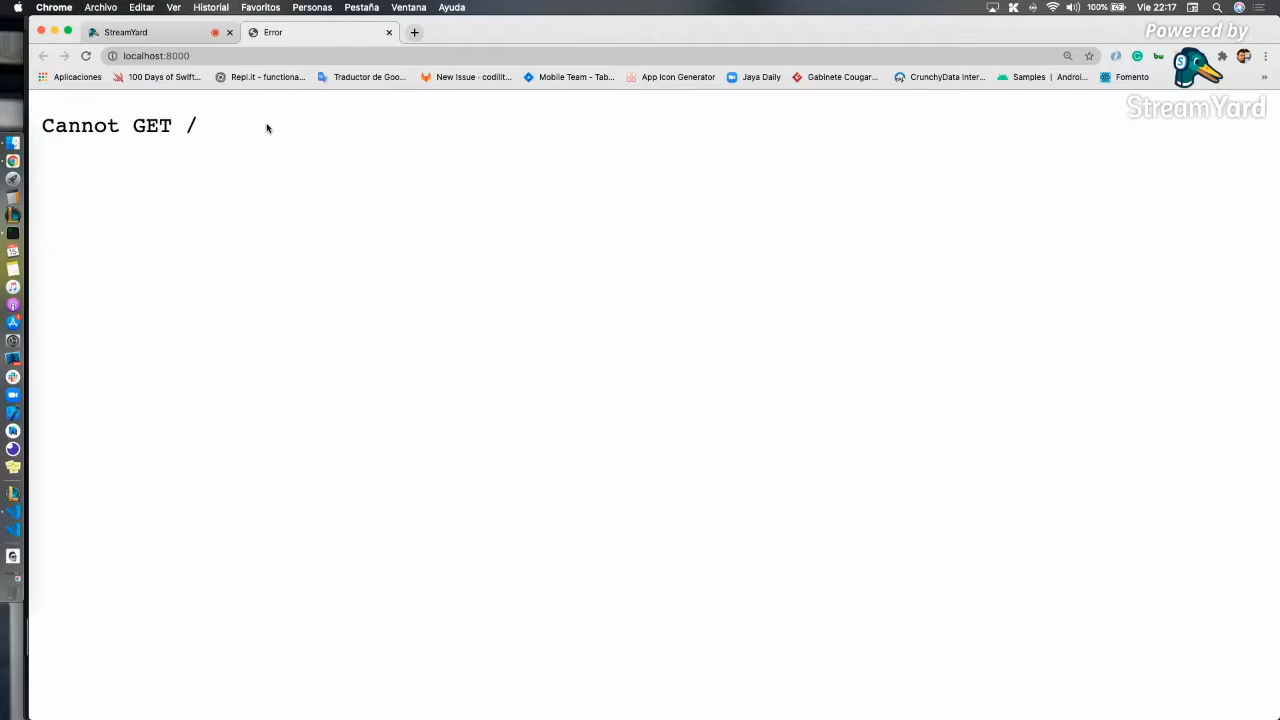 Chrome Archivo Editar Ver Historial Favoritos Personas Pestaña Ventana Ayuda 100% Vie 22:17
StreamYard Error
Powered by
localhost:8000
Aplicaciones 100 Days of Swift... Repl.It - functiona... Traductor de Goo... New Issue · codilit... Mobile Team - Tab... App Icon Generator Jaya Daily Gabinete Cougar... CrunchyData Inter... Samples | Androi... Fomento »
StreamYard
Cannot GET /